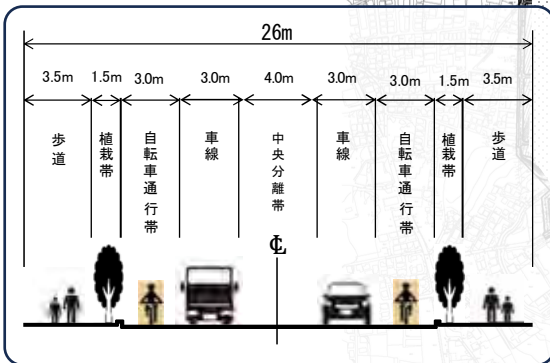 26m
3.5m 1.5m 3.0m 3.0m 4.0m 3.0m 3.0m 1.5m 3.5m
歩道
植栽帯
自転車通行帯
車線
中央分離帯
車線
自転車通行帯
植栽帯
歩道
℄